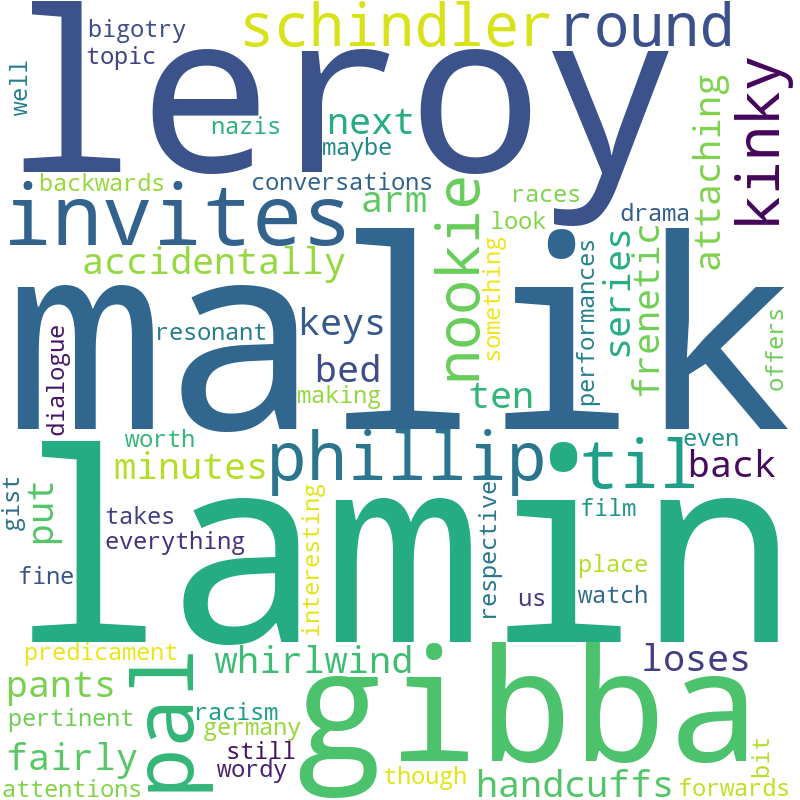 bigotry
schindler
round
topic
leroy
kinky
well
nazis
next
maybe
attaching
backwards
conversations
invites
arm
nookie
races
look
drama
accidentally
something
performances
series
frenetic
malik
resonant
keys
offers
dialogue
bed
making
ten
worth
even
minutes
phillip
til
back
gist
put
takes
everything
interesting
respective
film
lamin
fine
place
us
watch
predicament
whirlwind
loses
pants
pal
gibba
pertinent
racism
germany
fairly
still
wordy
bit
though
attentions
handcuffs
forwards